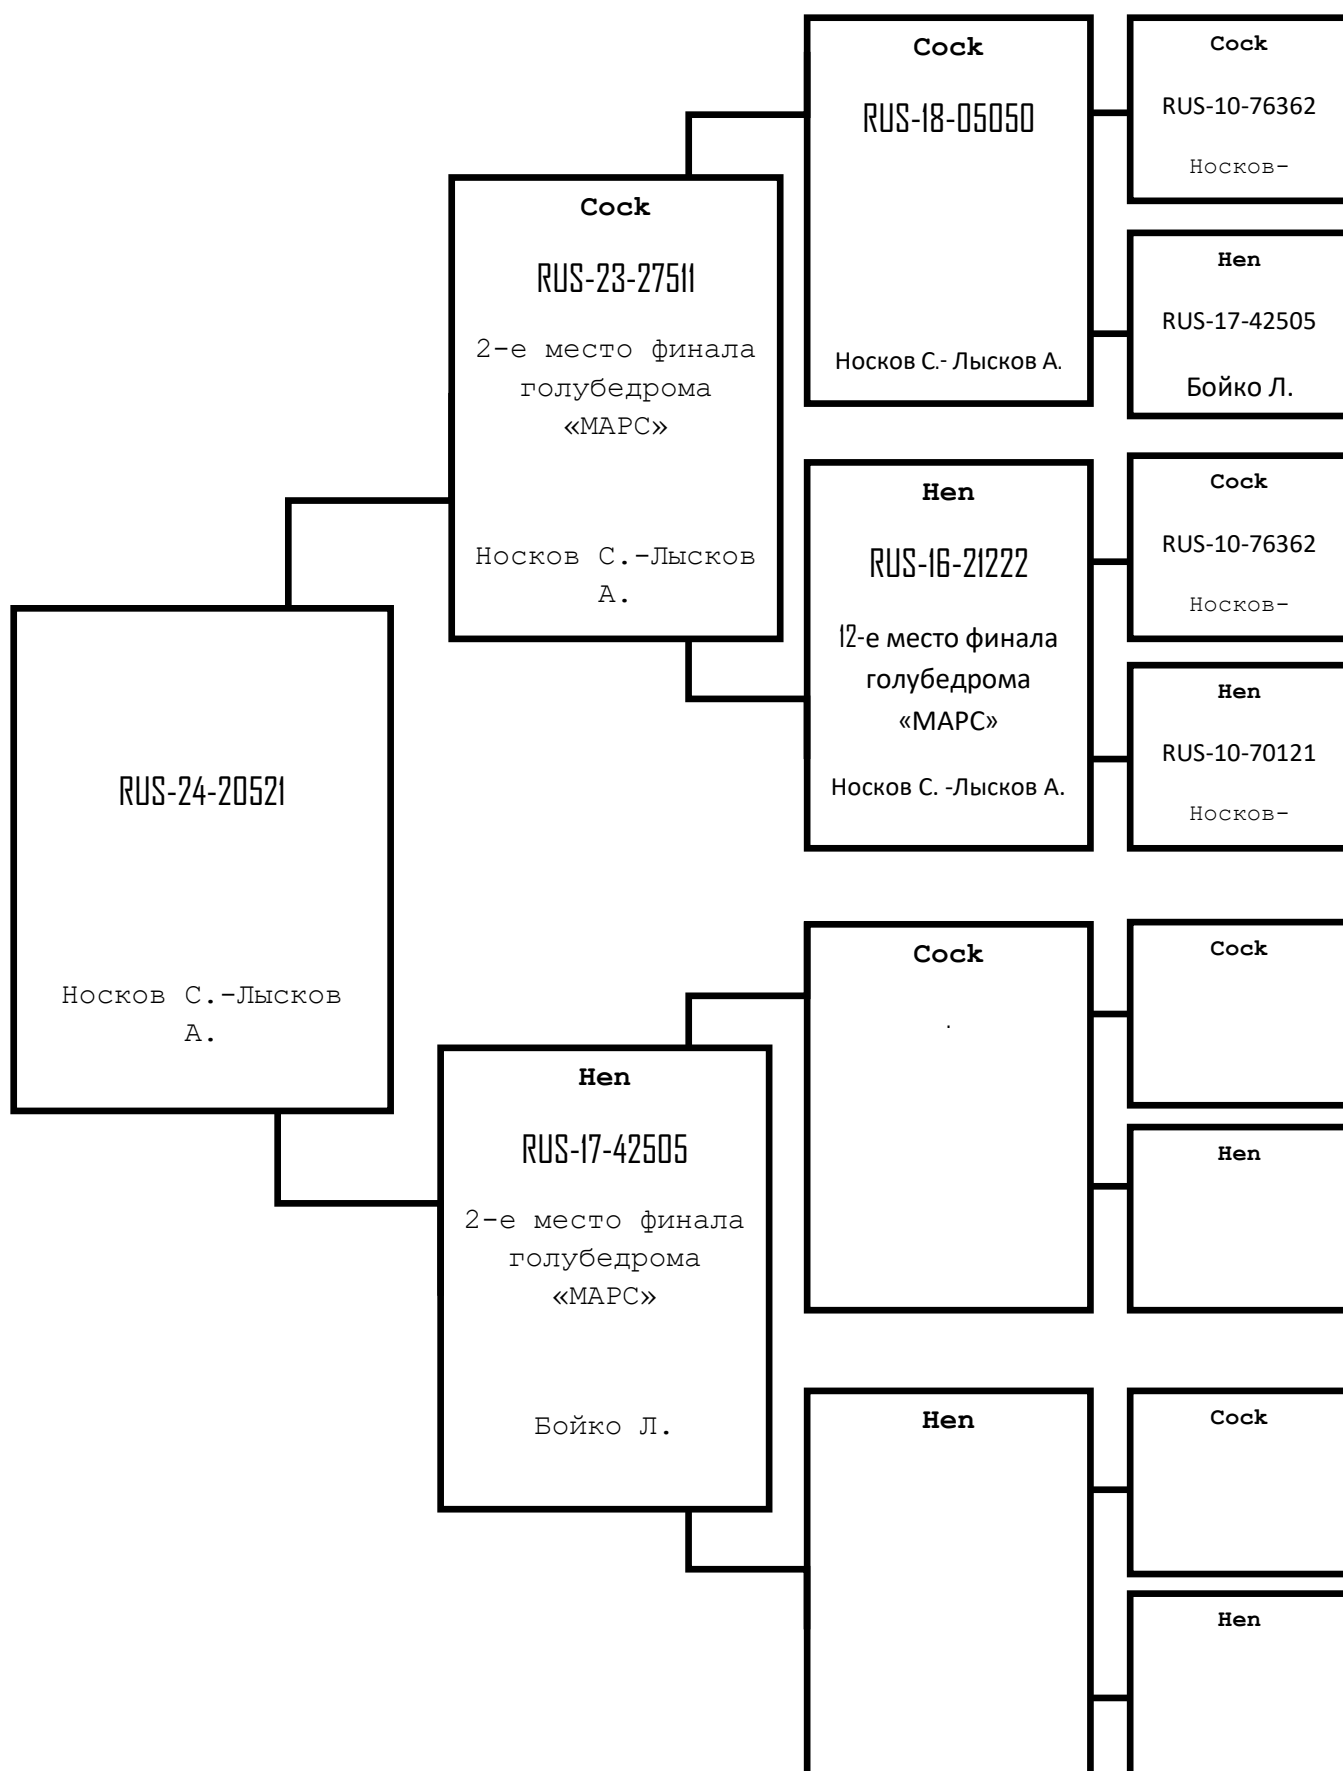 Cock
RUS-18-05050
Носков С.- Лысков А.
Cock
RUS-10-76362
Носков-
Hen
RUS-17-42505
Бойко Л.
Cock
RUS-23-27511
2-е место финала
голубедрома
«МАРС»
Носков С.-Лысков
А.
Hen
RUS-16-21222
12-е место финала
голубедрома
«МАРС»
Носков С. -Лысков А.
Cock
RUS-10-76362
Носков-
Hen
RUS-10-70121
Носков-
RUS-24-20521
Носков С.-Лысков
А.
Hen
RUS-17-42505
2-е место финала
голубедрома
«МАРС»
Бойко Л.
Cock
.
Cock
Hen
Hen
Cock
Hen